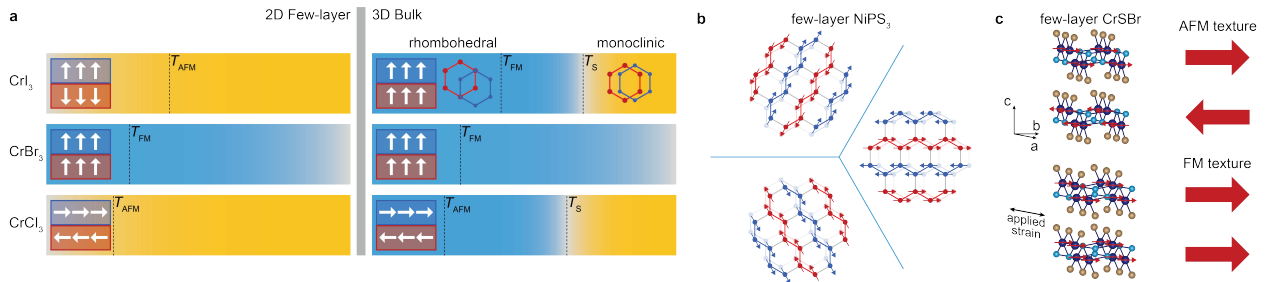 a
2D Few-layer
3D Bulk
rhombohedral
monoclinic
CrI3
TAFM
TFM
TS
CrBr3
TFM
TFM
CrCl3
TAFM
TAFM
TS
b
few-layer NiPS3
c
few-layer CrSBr
AFM texture
c
b
a
FM texture
applied
strain